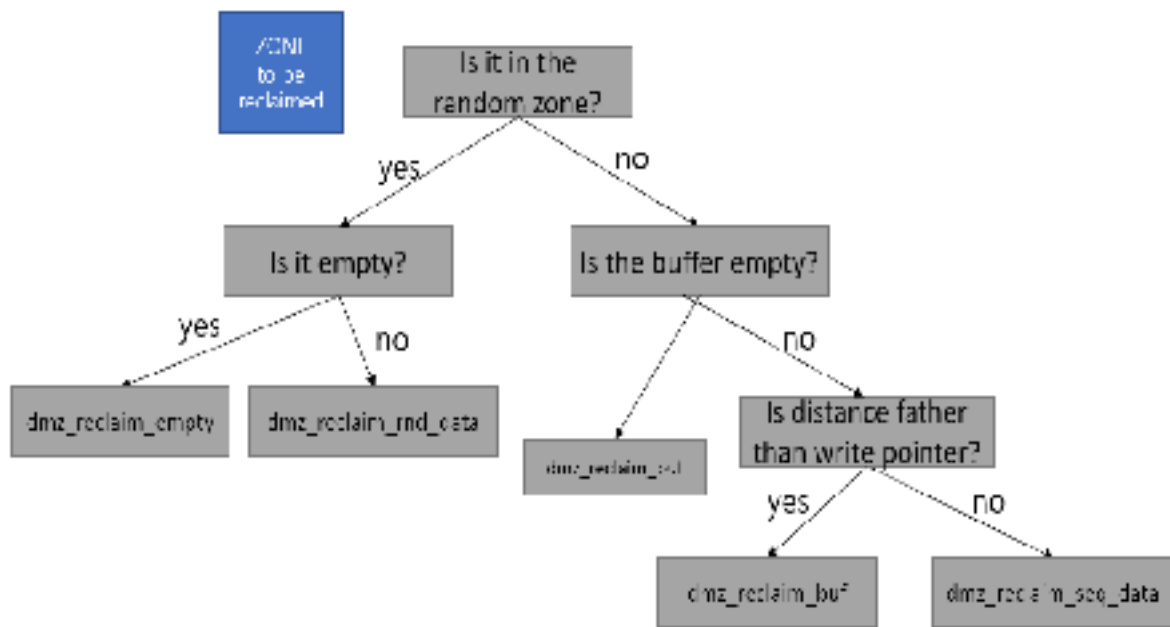 to be
reclaimed
Is it in the
random zone?
yes
no
Is it empty?
Is the buffer empty?
yes
no
no
dmz_reclaim_empty
dmz_reclaim_rnd_data
Is distance father
than write pointer?
yes
no
dmz_reclaim_buf
dmz_reclaim_seq_data